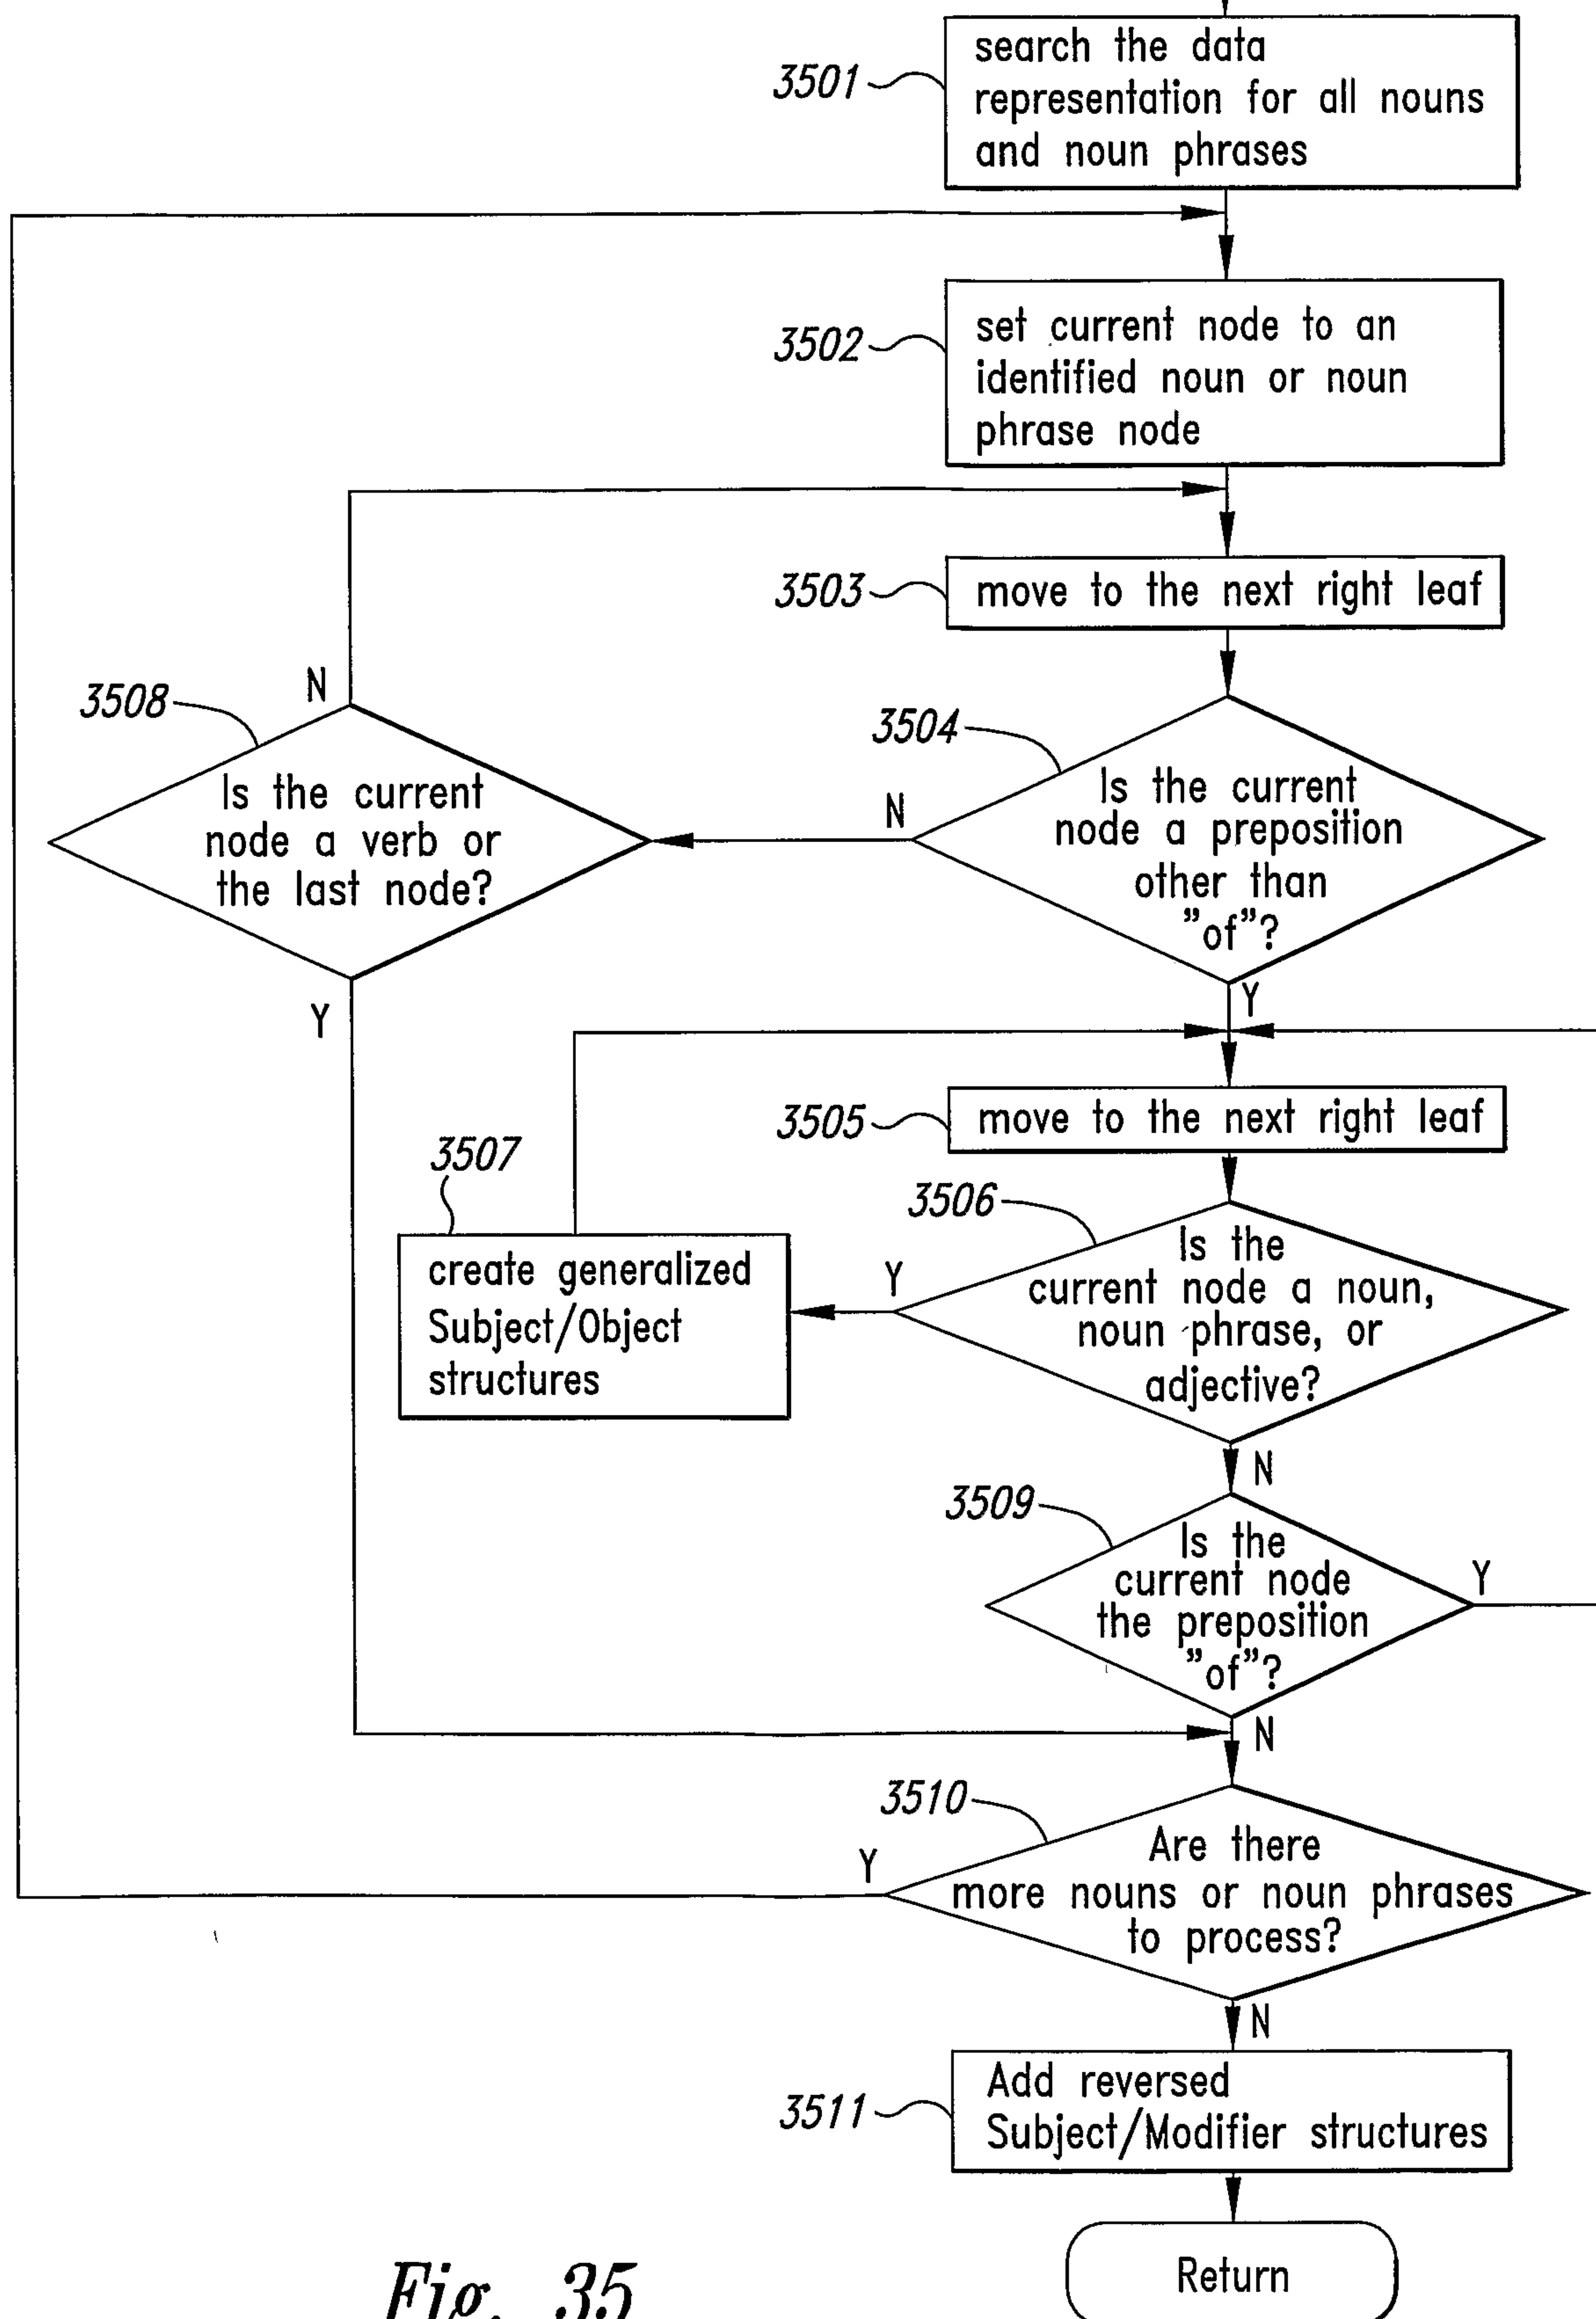 3501
search the data
representation for all nouns
and noun phrases
3502
set current node to an
identified noun or noun
phrase node
3503
move to the next right leaf
3508
N
Is the current
node a verb or
the last node?
Y
3504
N
Is the current
node a preposition
other than
"of"?
Y
3505
move to the next right leaf
3507
create generalized
Subject/Object
structures
3506
Y
Is the
current node a noun,
noun phrase, or
adjective?
N
3509
Is the
current node
the preposition
"of"?
Y
N
3510
Y
Are there
more nouns or noun phrases
to process?
N
3511
Add reversed
Subject/Modifier structures
Return
Fig. 35